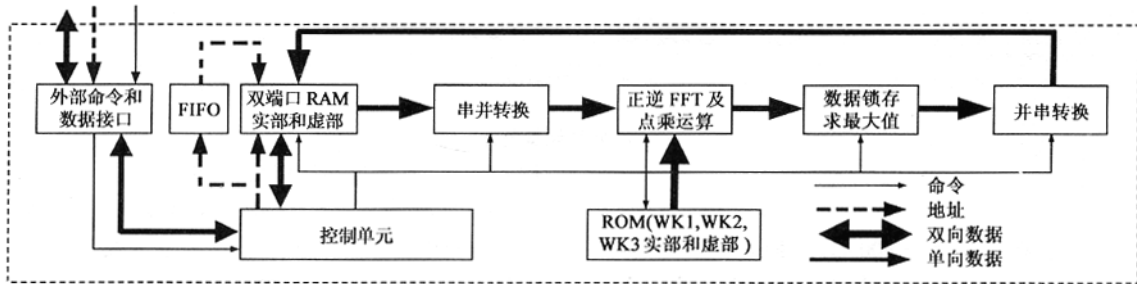 外部命令和
数据接口
FIFO
双端口 RAM
实部和虚部
串并转换
正逆 FFT 及
点乘运算
数据锁存
求最大值
并串转换
控制单元
ROM(WK1,WK2,
WK3实部和虚部)
命令
地址
双向数据
单向数据